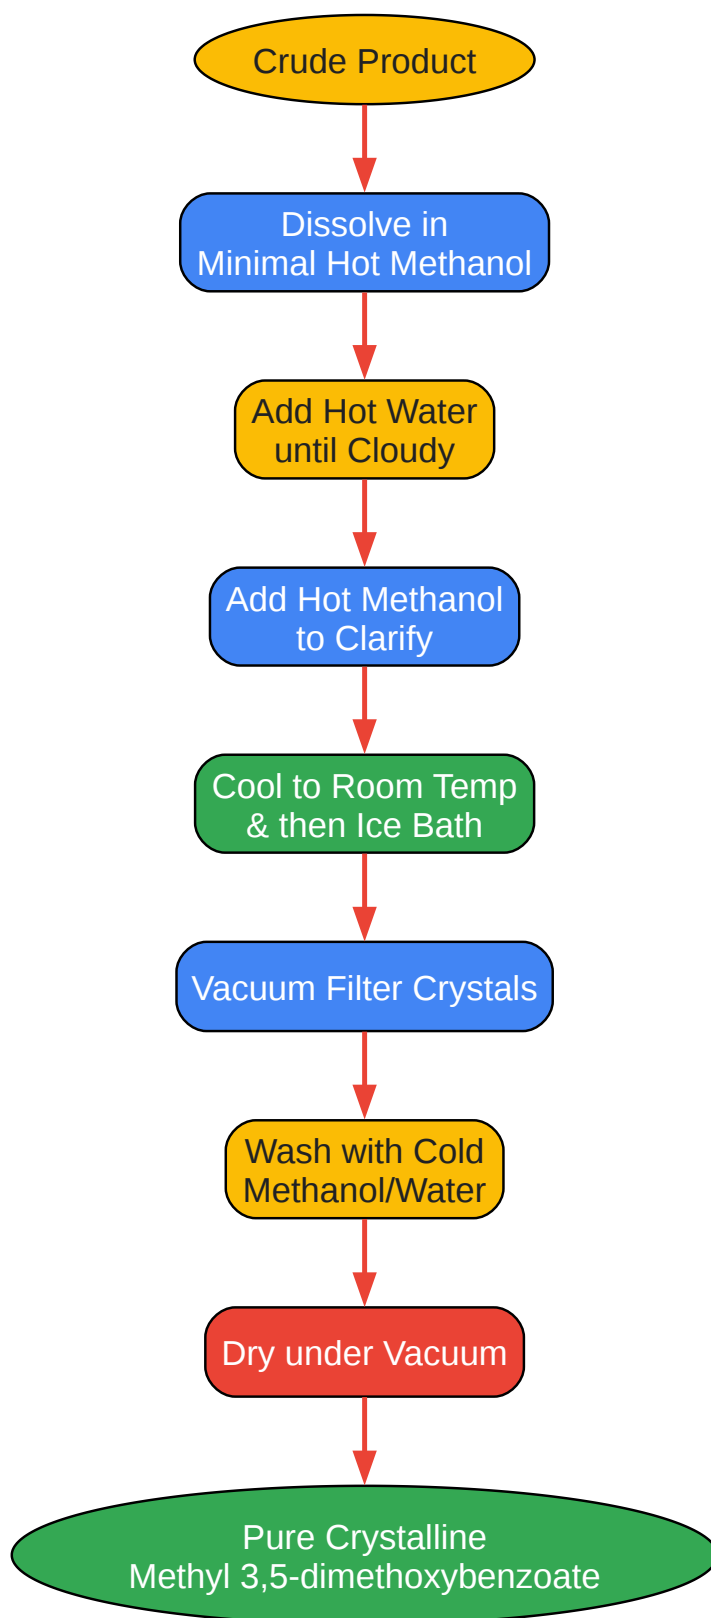 Crude Product
Dissolve in
Minimal Hot Methanol
Add Hot Water
until Cloudy
Add Hot Methanol
to Clarify
Cool to Room Temp
& then Ice Bath
Vacuum Filter Crystals
Wash with Cold
Methanol/Water
Dry under Vacuum
Pure Crystalline
Methyl 3,5-dimethoxybenzoate